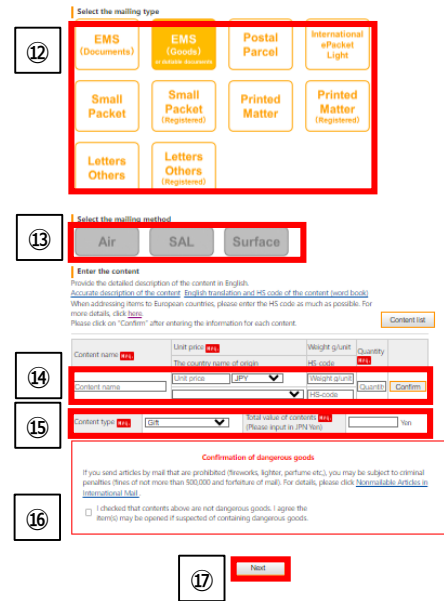 Select the mailing type
⑫
EMS
(Documents)
EMS
(Goods)
or dutiable documents
Postal
Parcel
International
ePacket
Light
Small
Packet
Small
Packet
(Registered)
Printed
Matter
Printed
Matter
(Registered)
Letters
Others
Letters
Others
(Registered)
Select the mailing method
⑬
Air
SAL
Surface
Enter the content
Provide the detailed description of the content in English.
Accurate description of the content English translation and HS code of the content (word book)
When addressing items to European countries, please enter the HS code as much as possible. For
more details, click here.
Please click on "Confirm" after entering the information for each content.
Content list
Content name Req.
Unit price Req.
Weight g/unit
Quantity
Req.
The country name of origin
HS-code
⑭
Content name
Unit price
JPY
Weight g/unit
Quantit
Confirm
HS-code
⑮
Content type Req.
Gift
Total value of contents Req.
(Please input in JPN Yen)
Yen
Confirmation of dangerous goods
If you send articles by mail that are prohibited (fireworks, lighter, perfume etc.), you may be subject to criminal
penalties (fines of not more than 500,000 and forfeiture of mail). For details, please click Nonmailable Articles in
International Mail.
⑯
I checked that contents above are not dangerous goods. I agree the
item(s) may be opened if suspected of containing dangerous goods.
⑰
Next